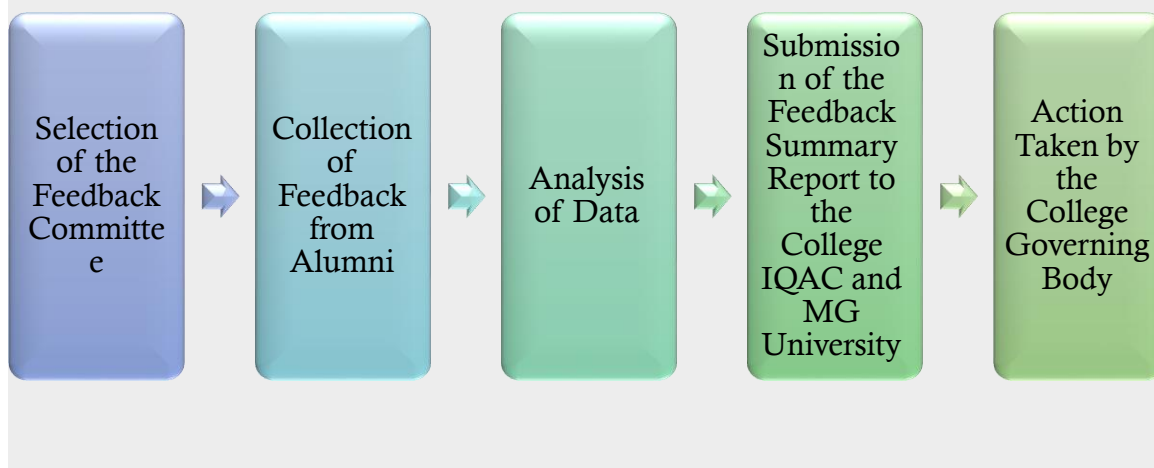 Selection
of the
Feedback
Committe
e
Collection
of
Feedback
from
Alumni
Analysis
of Data
Submissio
n of the
Feedback
Summary
Report to
the
College
IQAC and
MG
University
Action
Taken by
the
College
Governing
Body